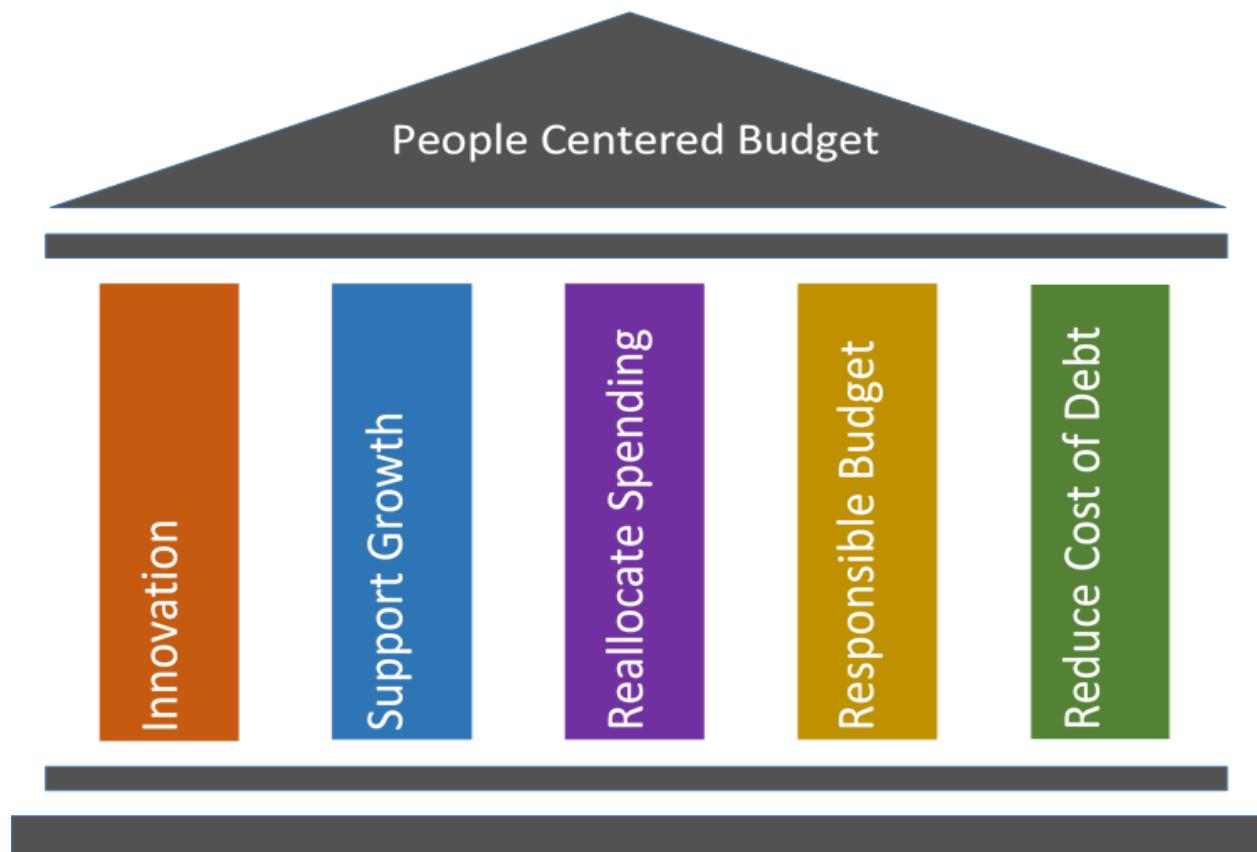 People Centered Budget
Innovation
Support Growth
Reallocate Spending
Responsible Budget
Reduce Cost of Debt